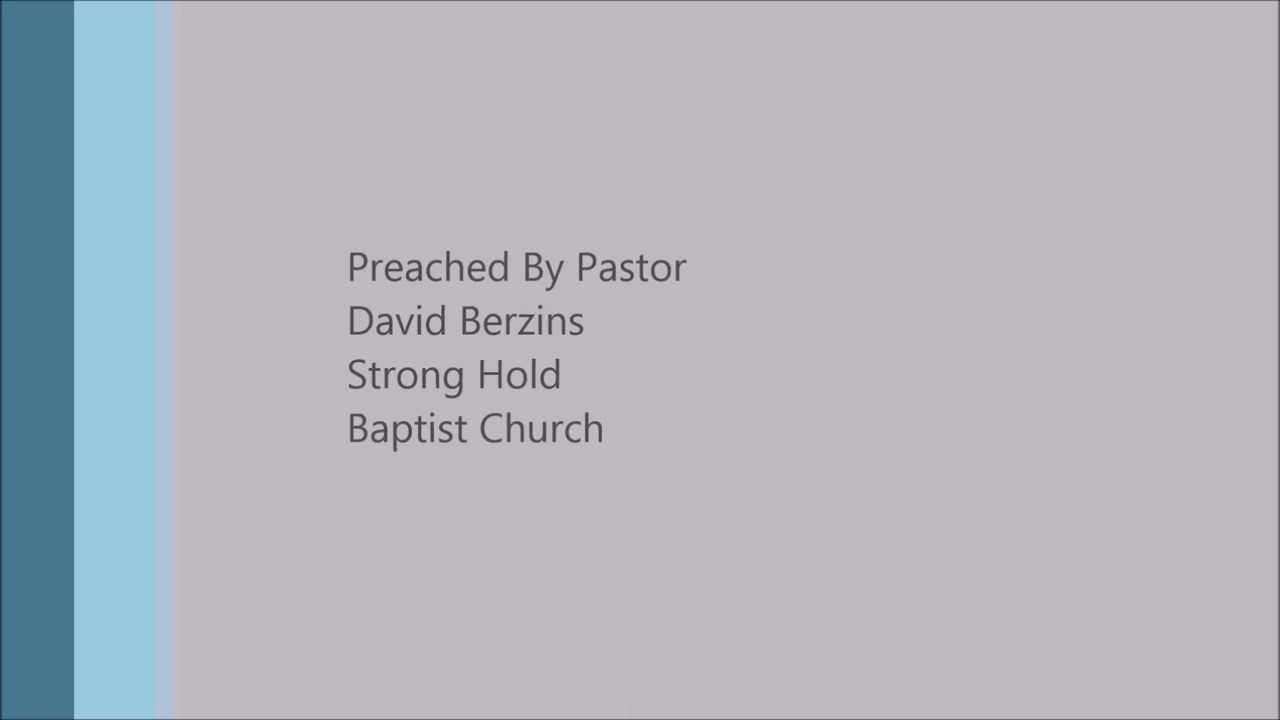 Preached By Pastor
David Berzins
Strong Hold
Baptist Church